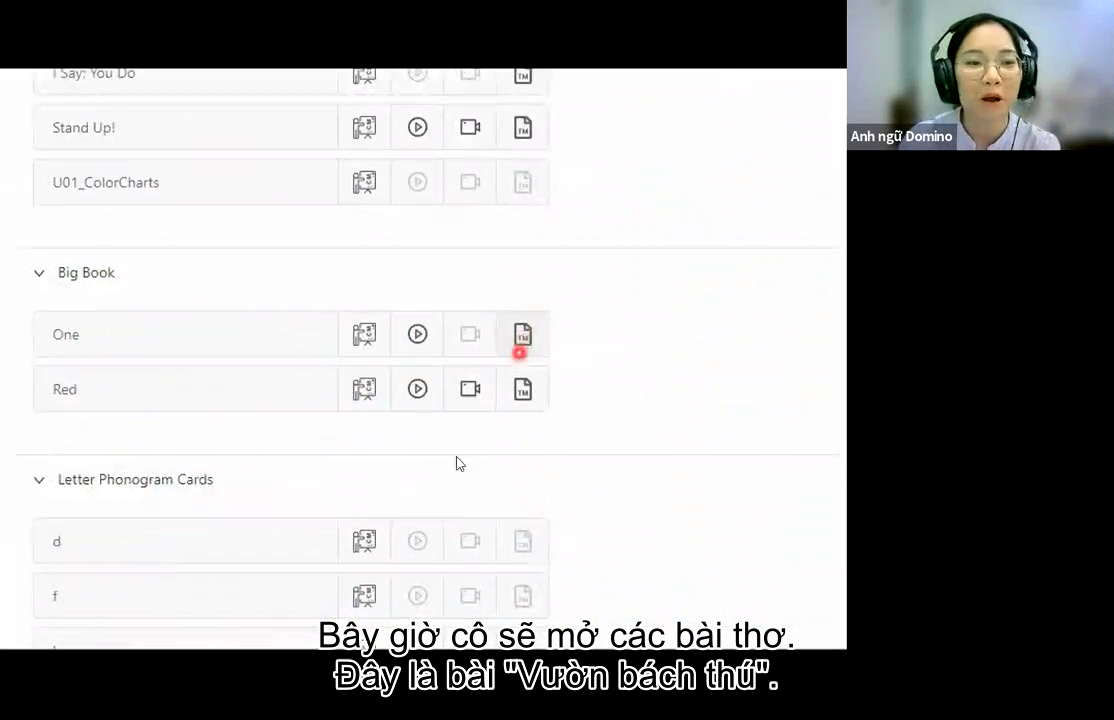 I Say; You Do
Stand Up!
U01_ColorCharts
Big Book
One
Red
Letter Phonogram Cards
d
f
Anh ngữ Domino
Bây giờ cô sẽ mở các bài thơ.
Đây là bài "Vườn bách thú".